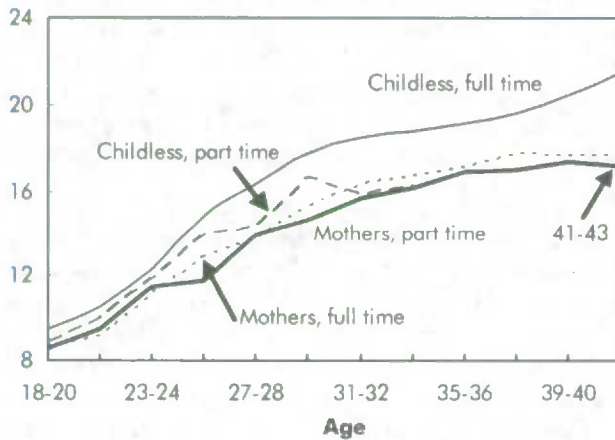 24
Childless, full time
20
Childless, part time
16
Mothers, part time
41-43
12
Mothers, full time
8
18-20 23-24 27-28 31-32 35-36 39-40
Age